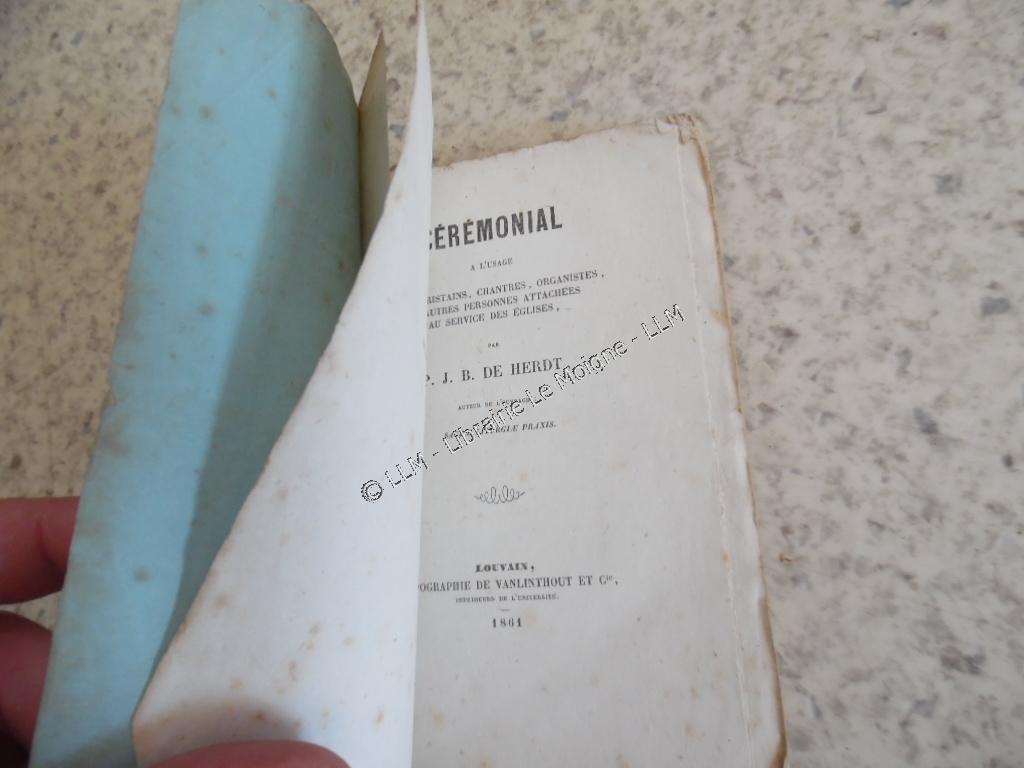 CÉRÉMONIAL
A L'USAGE
RISTAINS, CHANTRES, ORGANISTES,
AUTRES PERSONNES ATTACHÉES
AU SERVICE DES ÉGLISES,
PAR
P. J. B. DE HERDT,
AUTEUR DE L'OUVRAGE
PRAXIS.
LOUVAIN,
OGRAPHIE DE VANLINTHOUT ET Cie,
IMPRIMEURS DE L'UNIVERSITÉ.
1861
© LLM - Librairie Le Moigne - LLM